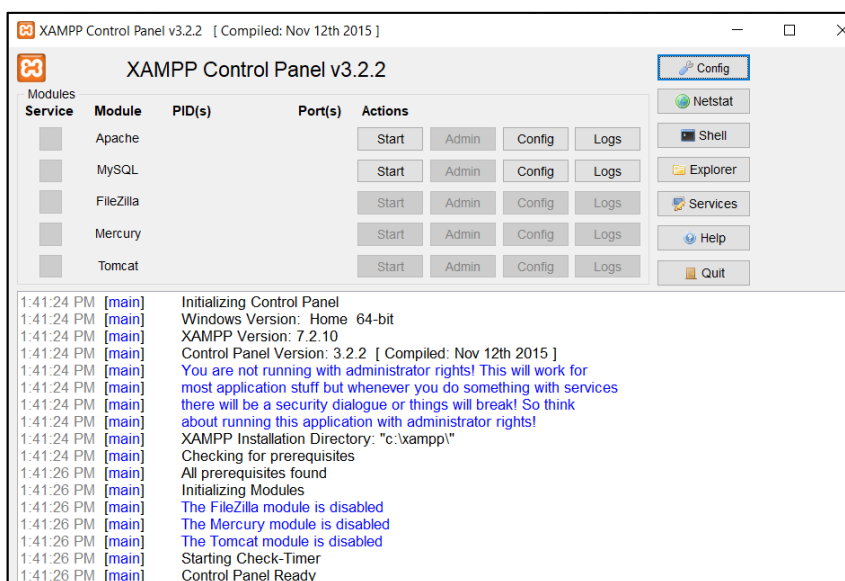 XAMPP Control Panel v3.2.2 [ Compiled: Nov 12th 2015 ]
XAMPP Control Panel v3.2.2
Config
Modules
Service Module PID(s) Port(s) Actions
Netstat
Apache Start Admin Config Logs
Shell
MySQL Start Admin Config Logs
Explorer
FileZilla Start Admin Config Logs
Services
Mercury Start Admin Config Logs
Help
Tomcat Start Admin Config Logs
Quit
1:41:24 PM [main] Initializing Control Panel
1:41:24 PM [main] Windows Version: Home 64-bit
1:41:24 PM [main] XAMPP Version: 7.2.10
1:41:24 PM [main] Control Panel Version: 3.2.2 [ Compiled: Nov 12th 2015 ]
1:41:24 PM [main] You are not running with administrator rights! This will work for
1:41:24 PM [main] most application stuff but whenever you do something with services
1:41:24 PM [main] there will be a security dialogue or things will break! So think
1:41:24 PM [main] about running this application with administrator rights!
1:41:24 PM [main] XAMPP Installation Directory: "c:\xampp\"
1:41:24 PM [main] Checking for prerequisites
1:41:26 PM [main] All prerequisites found
1:41:26 PM [main] Initializing Modules
1:41:26 PM [main] The FileZilla module is disabled
1:41:26 PM [main] The Mercury module is disabled
1:41:26 PM [main] The Tomcat module is disabled
1:41:26 PM [main] Starting Check-Timer
1:41:26 PM [main] Control Panel Ready